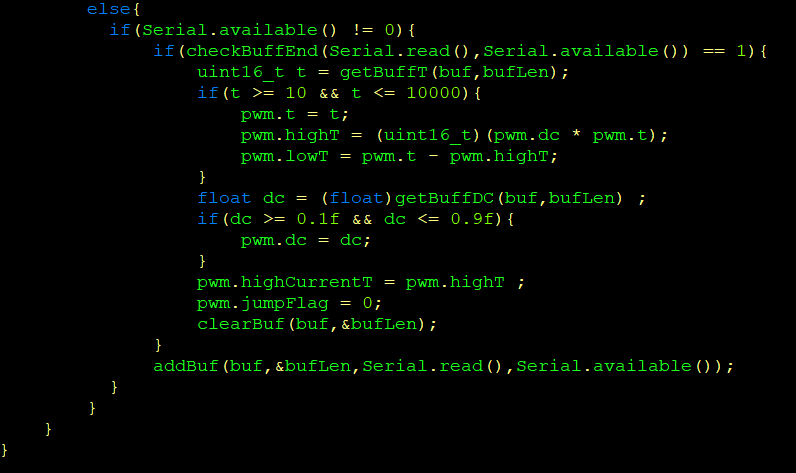 else{
if(Serial.available() != 0){
if(checkBuffEnd(Serial.read(),Serial.available()) == 1){
uint16_t t = getBuffT(buf,bufLen);
if(t >= 10 && t <= 10000){
pwm.t = t;
pwm.highT = (uint16_t)(pwm.dc * pwm.t);
pwm.lowT = pwm.t - pwm.highT;
}
float dc = (float)getBuffDC(buf,bufLen) ;
if(dc >= 0.1f && dc <= 0.9f){
pwm.dc = dc;
}
pwm.highCurrentT = pwm.highT ;
pwm.jumpFlag = 0;
clearBuf(buf,&bufLen);
}
addBuf(buf,&bufLen,Serial.read(),Serial.available());
}
}
}
}